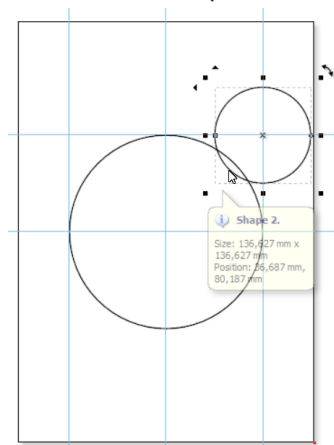 Shape 2.
Size: 136,627 mm x
136,627 mm
Position: 36,687 mm,
80,187 mm